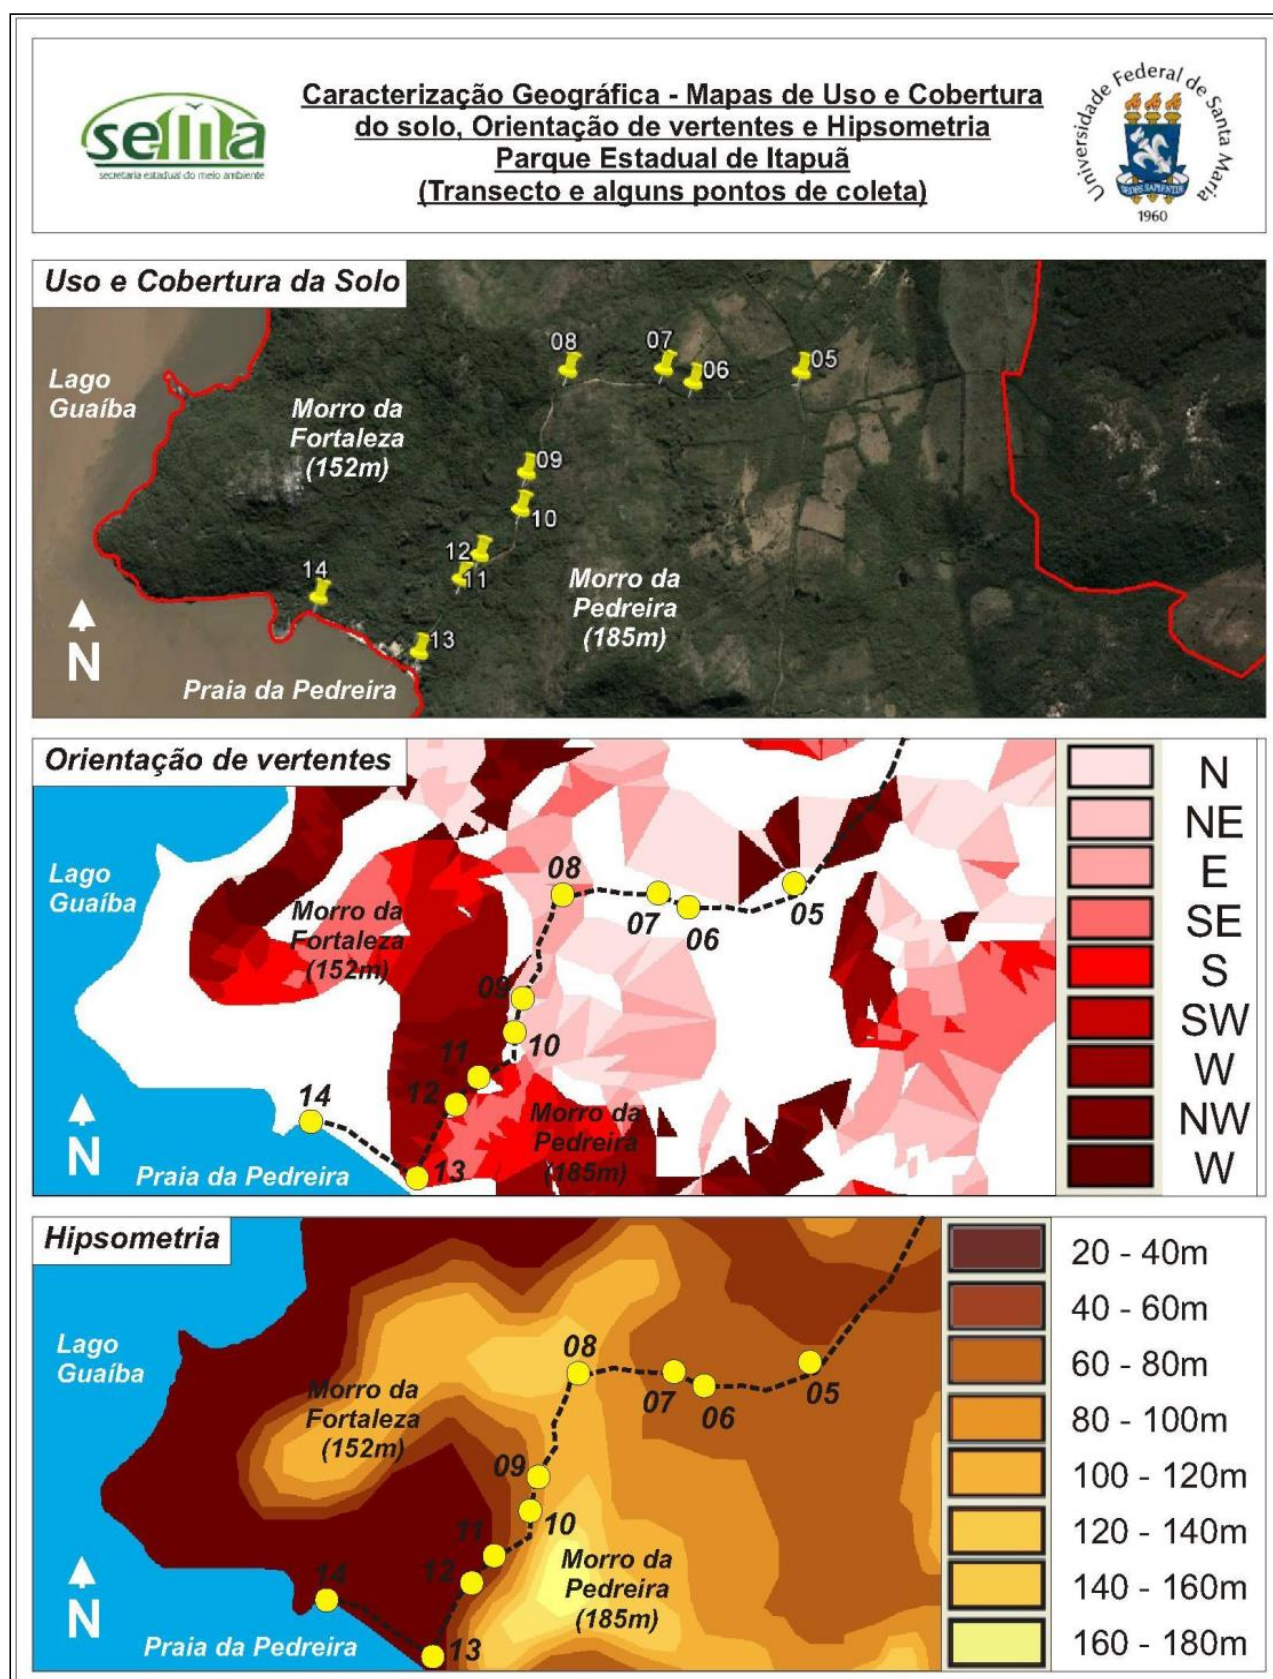 sema
secretaria estadual do meio ambiente
Caracterização Geográfica - Mapas de Uso e Cobertura
do solo, Orientação de vertentes e Hipsometria
Parque Estadual de Itapuã
(Transecto e alguns pontos de coleta)
Universidade Federal de Santa Maria
SEDES SAPIENTIAE
1960
Uso e Cobertura da Solo
Lago
Guaíba
Morro da
Fortaleza
(152m)
08
07
06
05
09
10
12
11
14
13
Morro da
Pedreira
(185m)
N
Praia da Pedreira
Orientação de vertentes
Lago
Guaíba
Morro da
Fortaleza
(152m)
08
07
06
05
09
10
11
12
14
13
Morro da
Pedreira
(185m)
N
Praia da Pedreira
N
NE
E
SE
S
SW
W
NW
W
Hipsometria
Lago
Guaíba
Morro da
Fortaleza
(152m)
08
07
06
05
09
10
11
12
14
13
Morro da
Pedreira
(185m)
N
Praia da Pedreira
20 - 40m
40 - 60m
60 - 80m
80 - 100m
100 - 120m
120 - 140m
140 - 160m
160 - 180m